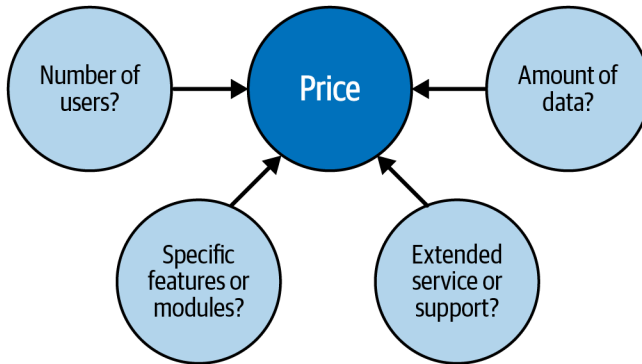 Number of
users?
Price
Amount of
data?
Specific
features or
modules?
Extended
service or
support?